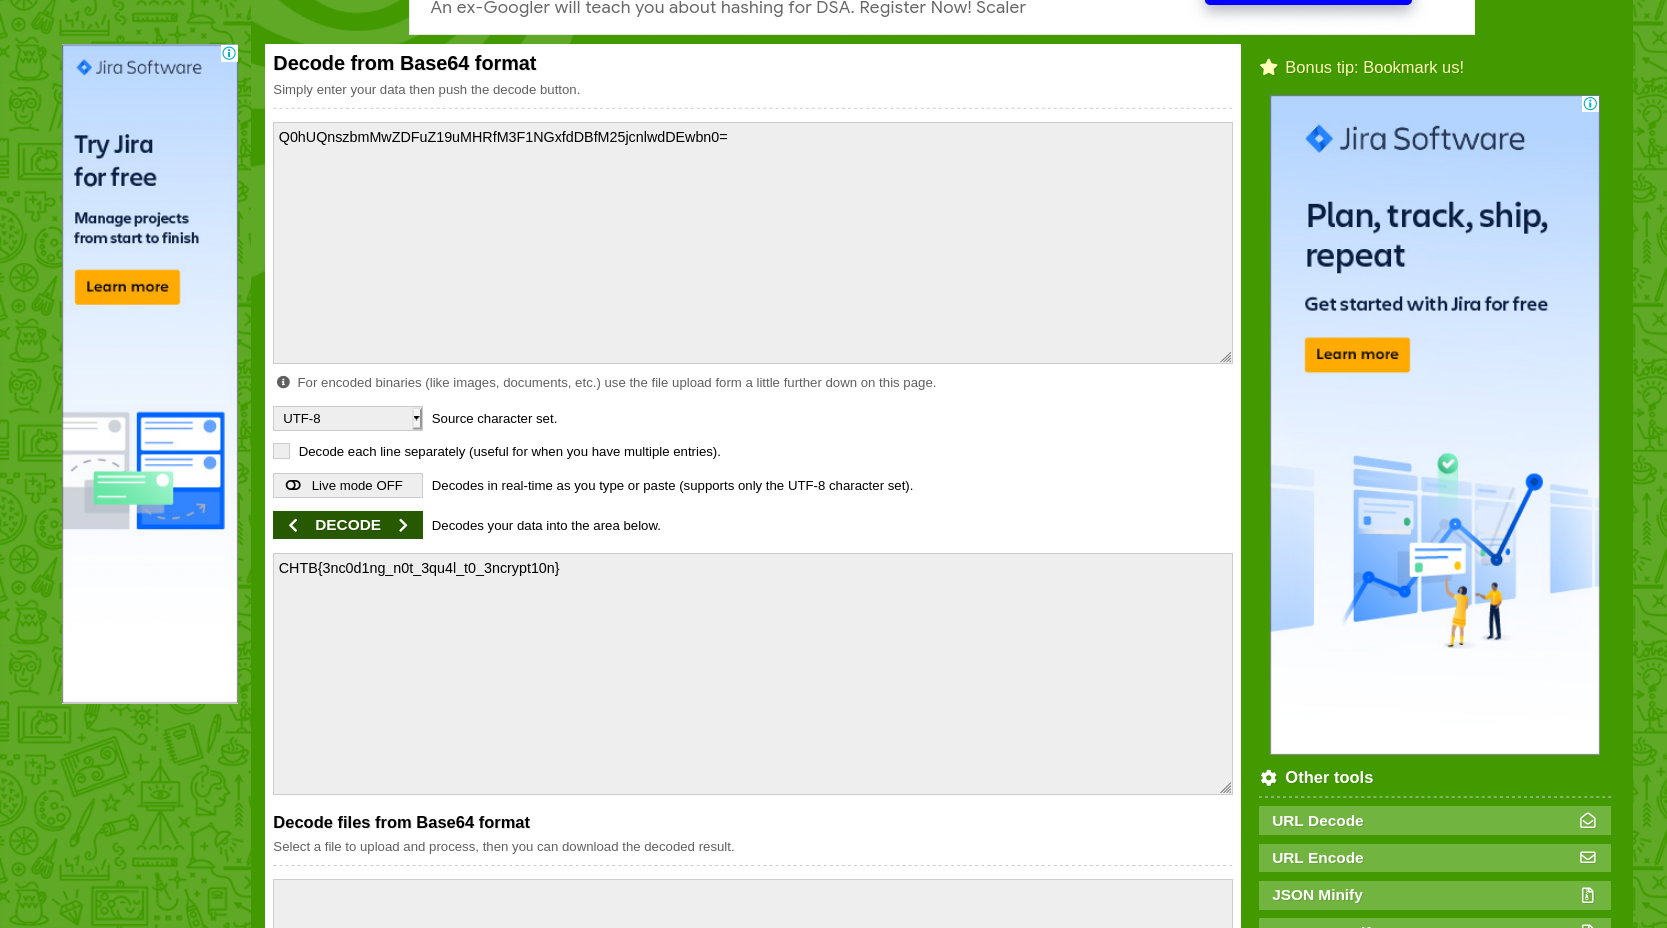 An ex-Googler will teach you about hashing for DSA. Register Now! Scaler
Jira Software
Try Jira
for free
Manage projects
from start to finish
Learn more
Decode from Base64 format
Simply enter your data then push the decode button.
Q0hUQnszbmMwZDFuZ19uMHRfM3F1NGxfdDBfM25jcnlwdDEwbn0=
For encoded binaries (like images, documents, etc.) use the file upload form a little further down on this page.
UTF-8 Source character set.
Decode each line separately (useful for when you have multiple entries).
Live mode OFF Decodes in real-time as you type or paste (supports only the UTF-8 character set).
DECODE Decodes your data into the area below.
CHTB{3nc0d1ng_n0t_3qu4l_t0_3ncrypt10n}
Decode files from Base64 format
Select a file to upload and process, then you can download the decoded result.
Bonus tip: Bookmark us!
Jira Software
Plan, track, ship,
repeat
Get started with Jira for free
Learn more
Other tools
URL Decode
URL Encode
JSON Minify